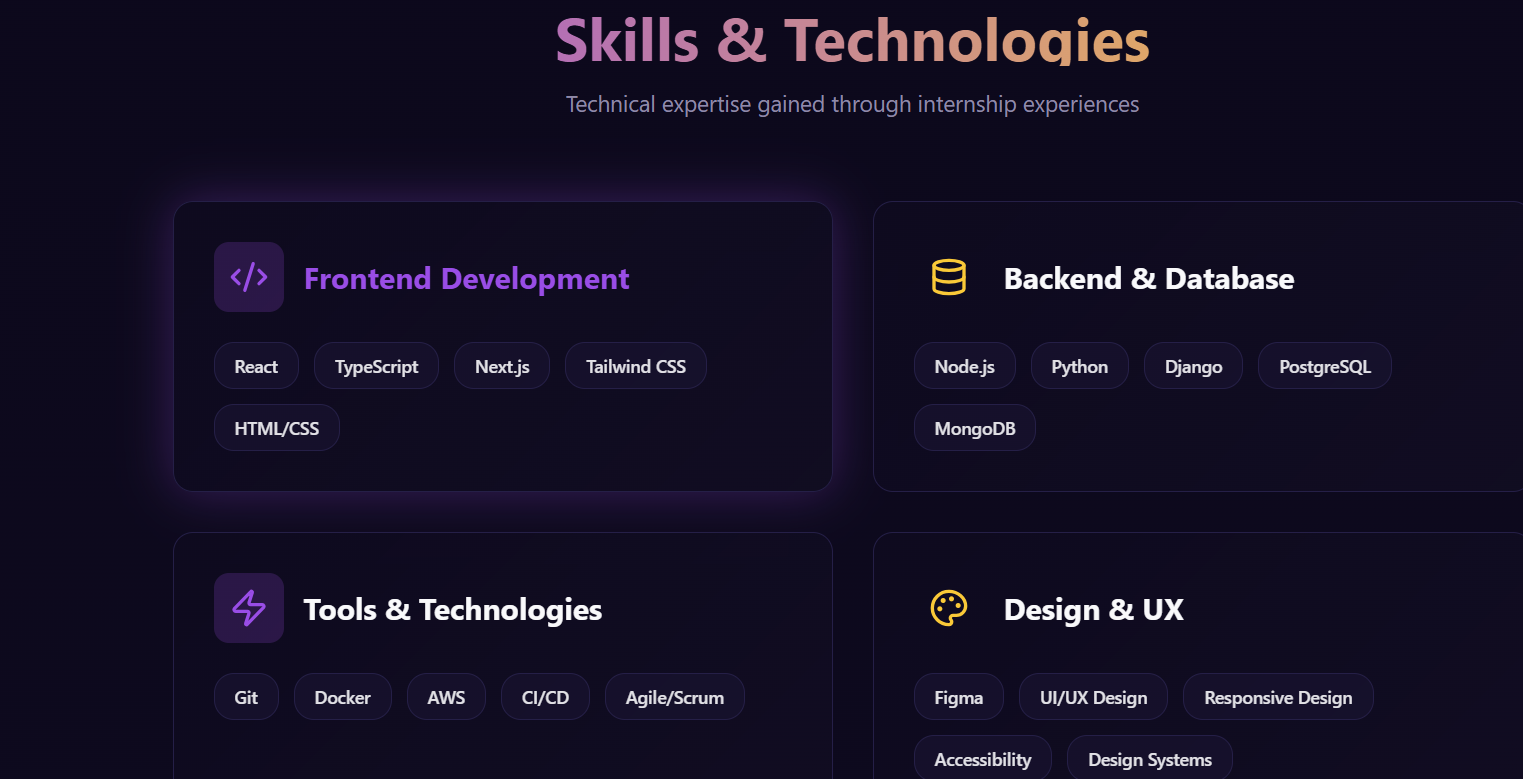 Skills & Technologies
Technical expertise gained through internship experiences
Frontend Development
React TypeScript Next.js Tailwind CSS
HTML/CSS
Backend & Database
Node.js Python Django PostgreSQL
MongoDB
Tools & Technologies
Git Docker AWS CI/CD Agile/Scrum
Design & UX
Figma UI/UX Design Responsive Design
Accessibility Design Systems